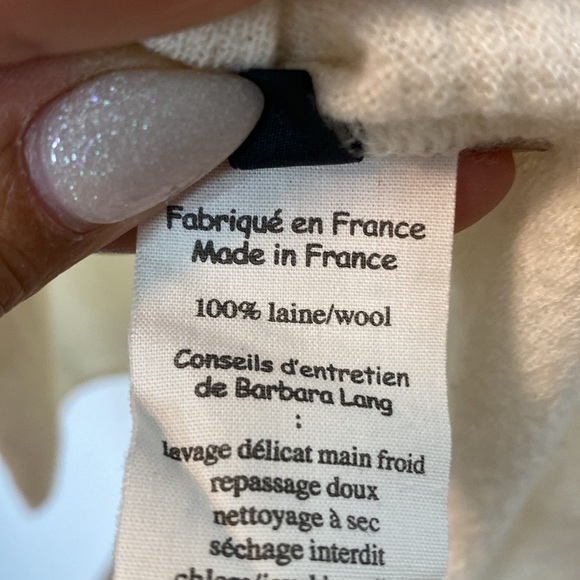 Fabriqué en France
Made in France
100% laine/wool
Conseils d'entretien
de Barbara Lang
:
lavage délicat main froid
repassage doux
nettoyage à sec
séchage interdit